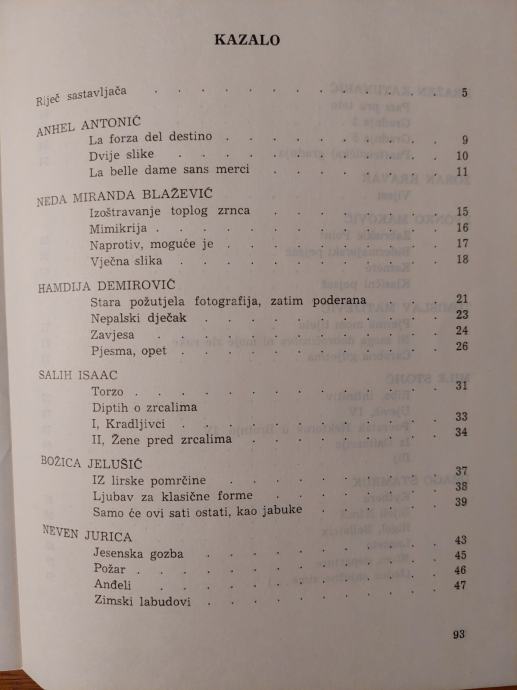 KAZALO
Riječ sastavljača . . . . . . . . . . . 5
ANHEL ANTONIĆ
La forza del destino . . . . . . . . 9
Dvije slike . . . . . . . . . . 10
La belle dame sans merci . . . . . . . 11
NEDA MIRANDA BLAŽEVIĆ
Izoštravanje toplog zrnca . . . . . . . 15
Mimikrija . . . . . . . . . . . 16
Naprotiv, moguće je . . . . . . . . 17
Vječna slika . . . . . . . . . . 18
HAMDIJA DEMIROVIĆ
Stara požutjela fotografija, zatim poderana . . . 21
Nepalski dječak . . . . . . . . . 23
Zavjesa . . . . . . . . . . . 24
Pjesma, opet . . . . . . . . . . 26
SALIH ISAAC
Torzo . . . . . . . . . . . . 31
Diptih o zrcalima
I, Kradljivci . . . . . . . . . . 33
II, Žene pred zrcalima . . . . . . . 34
BOŽICA JELUŠIĆ
IZ lirske pomrčine . . . . . . . . 37
Ljubav za klasične forme . . . . . . . 38
Samo će ovi sati ostati, kao jabuke . . . . . 39
NEVEN JURICA
Jesenska gozba . . . . . . . . . 43
Požar . . . . . . . . . . . . 45
Anđeli . . . . . . . . . . . 46
Zimski labudovi . . . . . . . . . 47
93